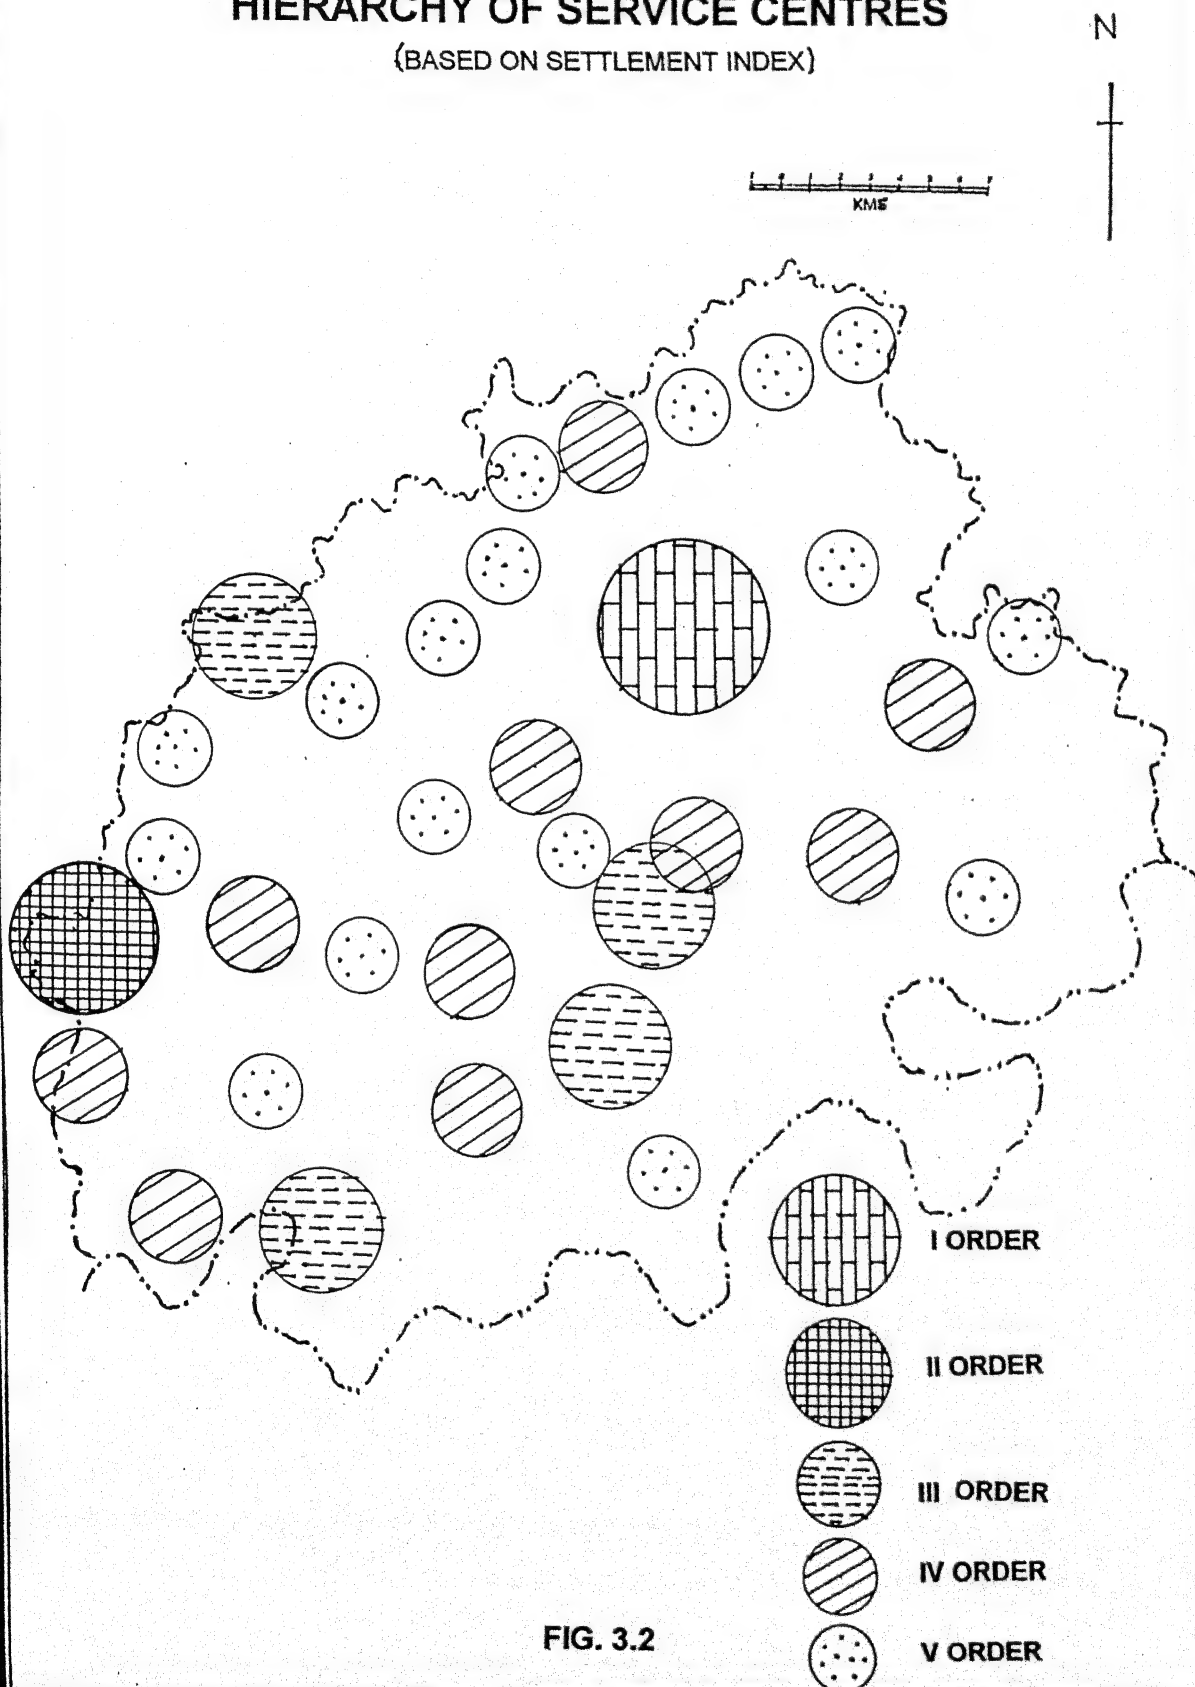 HIERARCHY OF SERVICE CENTRES
(BASED ON SETTLEMENT INDEX)
N
KMS
I ORDER
II ORDER
III ORDER
IV ORDER
V ORDER
FIG. 3.2